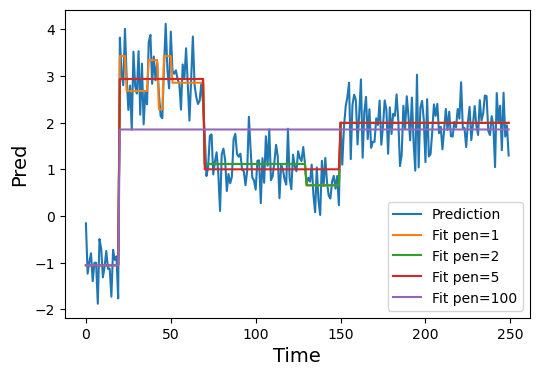 4
3
2
1
0
−1
−2
Pred
0
50
100
150
200
250
Time
Prediction
Fit pen=1
Fit pen=2
Fit pen=5
Fit pen=100